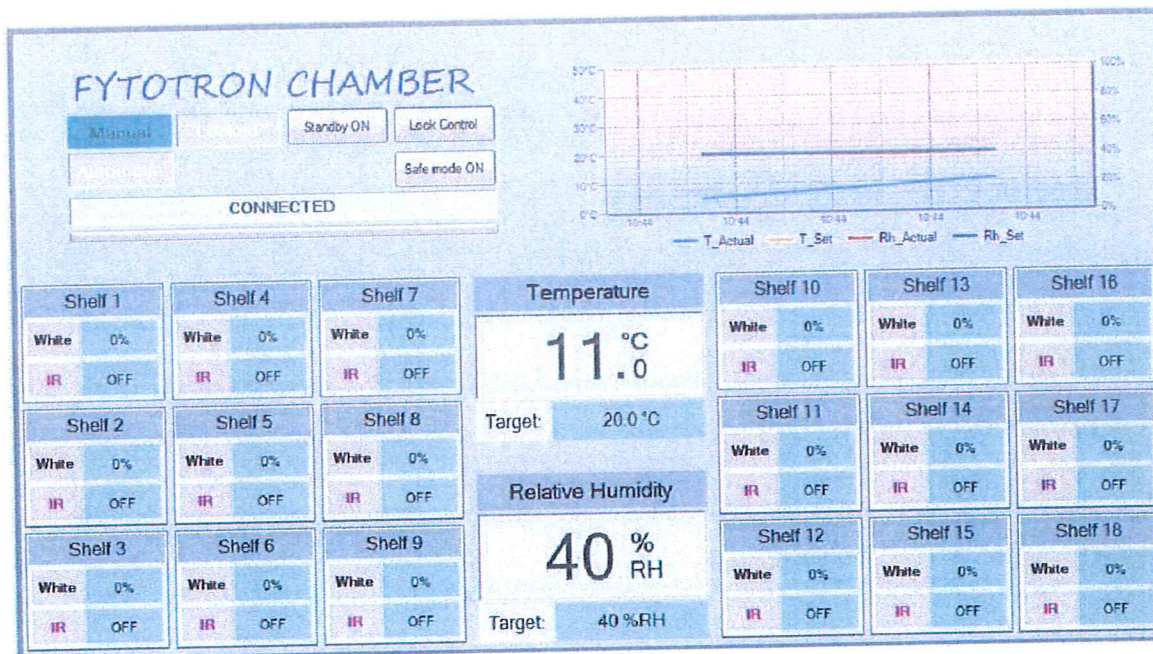 FYTOTRON CHAMBER
Manual
Standby ON
Lock Control
Safe mode ON
CONNECTED
50°C
40°C
30°C
20°C
10°C
0°C
100%
80%
60%
40%
20%
0%
10:44 10:44 10:44 10:44 10:44
T_Actual T_Set Rh_Actual Rh_Set
Shelf 1
White 0%
IR OFF
Shelf 4
White 0%
IR OFF
Shelf 7
White 0%
IR OFF
Shelf 2
White 0%
IR OFF
Shelf 5
White 0%
IR OFF
Shelf 8
White 0%
IR OFF
Shelf 3
White 0%
IR OFF
Shelf 6
White 0%
IR OFF
Shelf 9
White 0%
IR OFF
Temperature
11.0 °C
Target: 20.0 °C
Relative Humidity
40 % RH
Target: 40 %RH
Shelf 10
White 0%
IR OFF
Shelf 13
White 0%
IR OFF
Shelf 16
White 0%
IR OFF
Shelf 11
White 0%
IR OFF
Shelf 14
White 0%
IR OFF
Shelf 17
White 0%
IR OFF
Shelf 12
White 0%
IR OFF
Shelf 15
White 0%
IR OFF
Shelf 18
White 0%
IR OFF